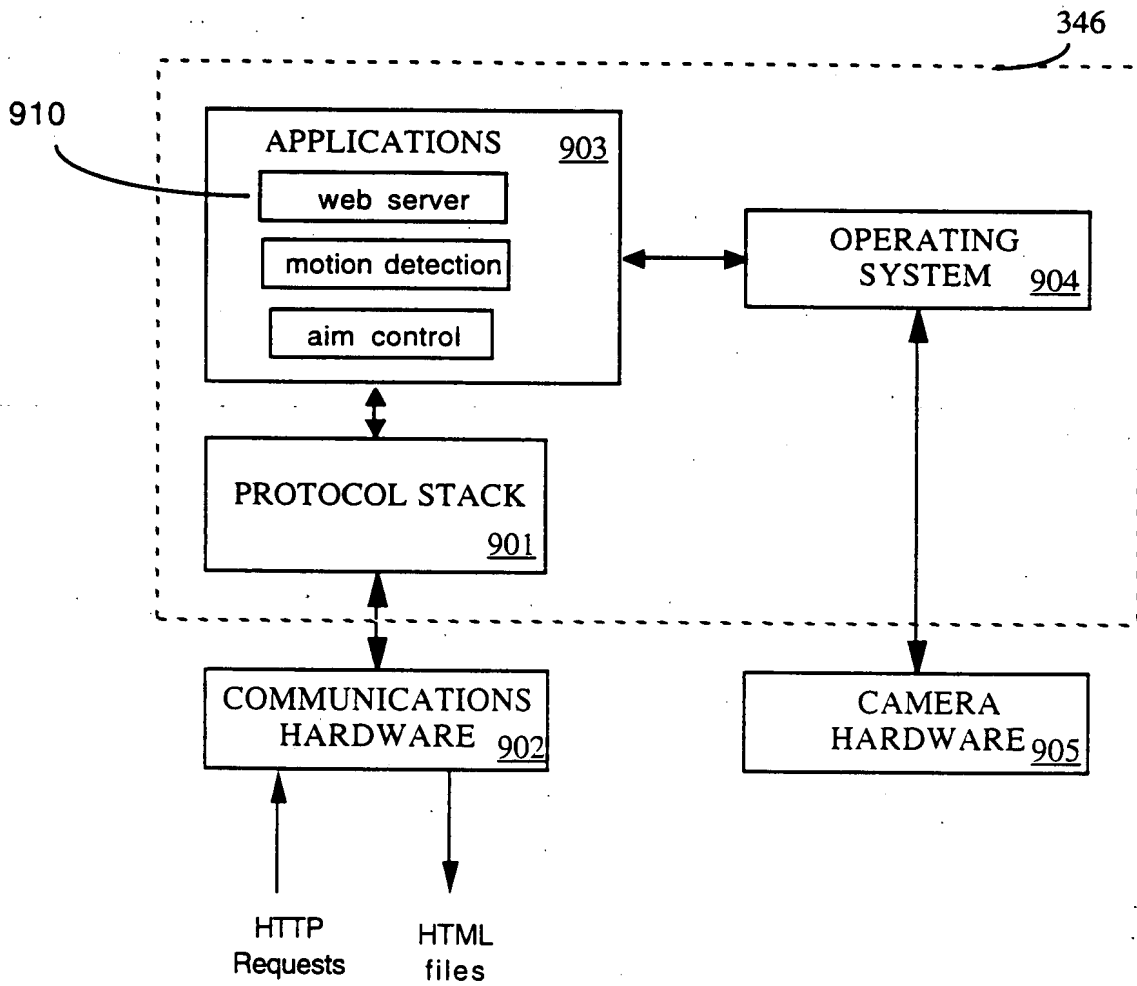 346
910
APPLICATIONS
903
web server
motion detection
aim control
OPERATING
SYSTEM
904
PROTOCOL STACK
901
COMMUNICATIONS
HARDWARE
902
CAMERA
HARDWARE
905
HTTP
Requests
HTML
files